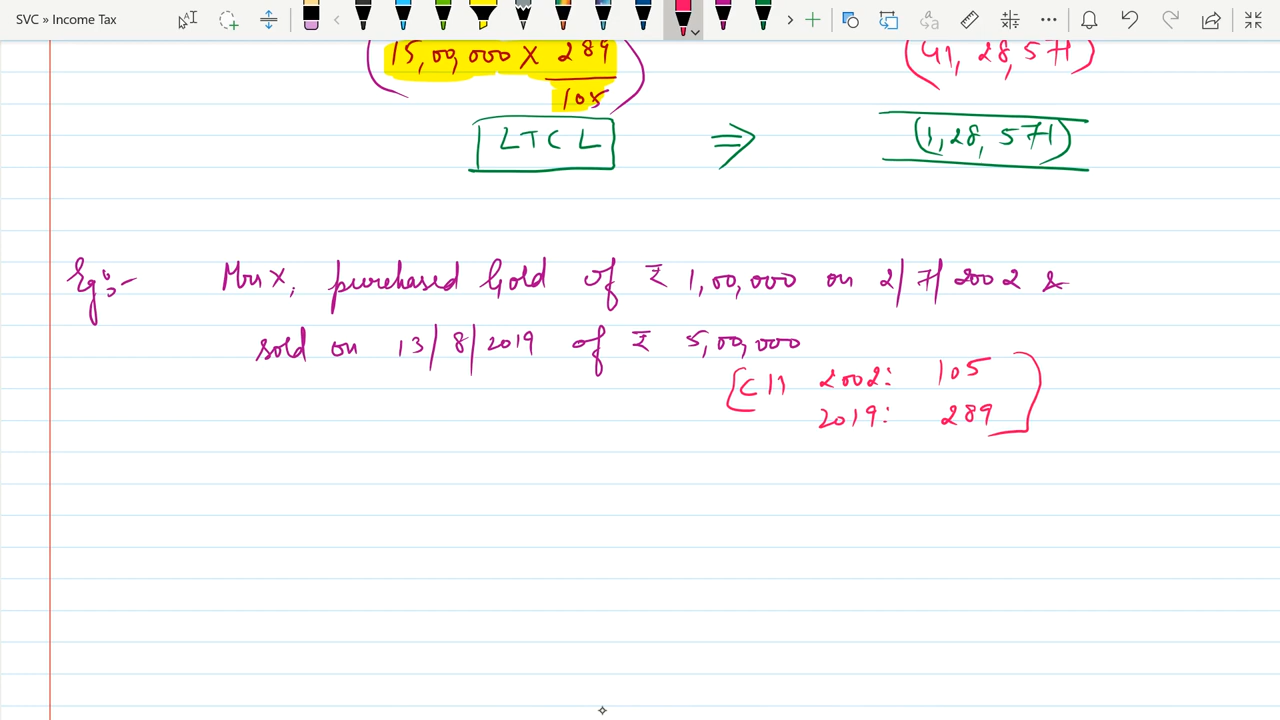 SVC » Income Tax
(15,00,000 X 289 (41,28,571)
105
LTCL ⇒ (1,28,571)
Eg:- Mr X, purchased Gold of ₹ 1,00,000 on 2/7/2002 &
sold on 13/8/2019 of ₹ 5,00,000
[CII 2002: 105
2019: 289]